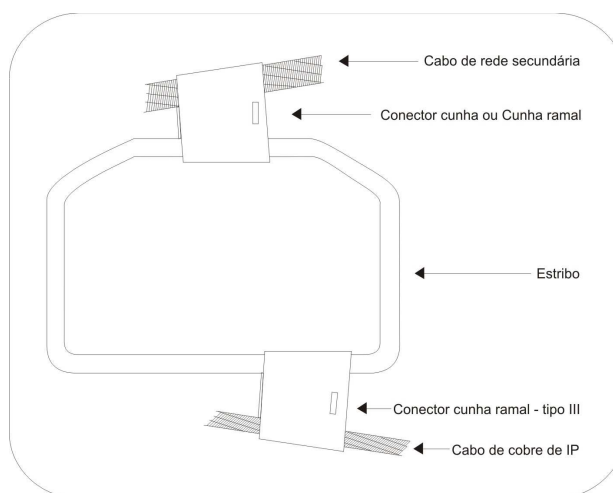 Cabo de rede secundária
Conector cunha ou Cunha ramal
Estribo
Conector cunha ramal - tipo III
Cabo de cobre de IP